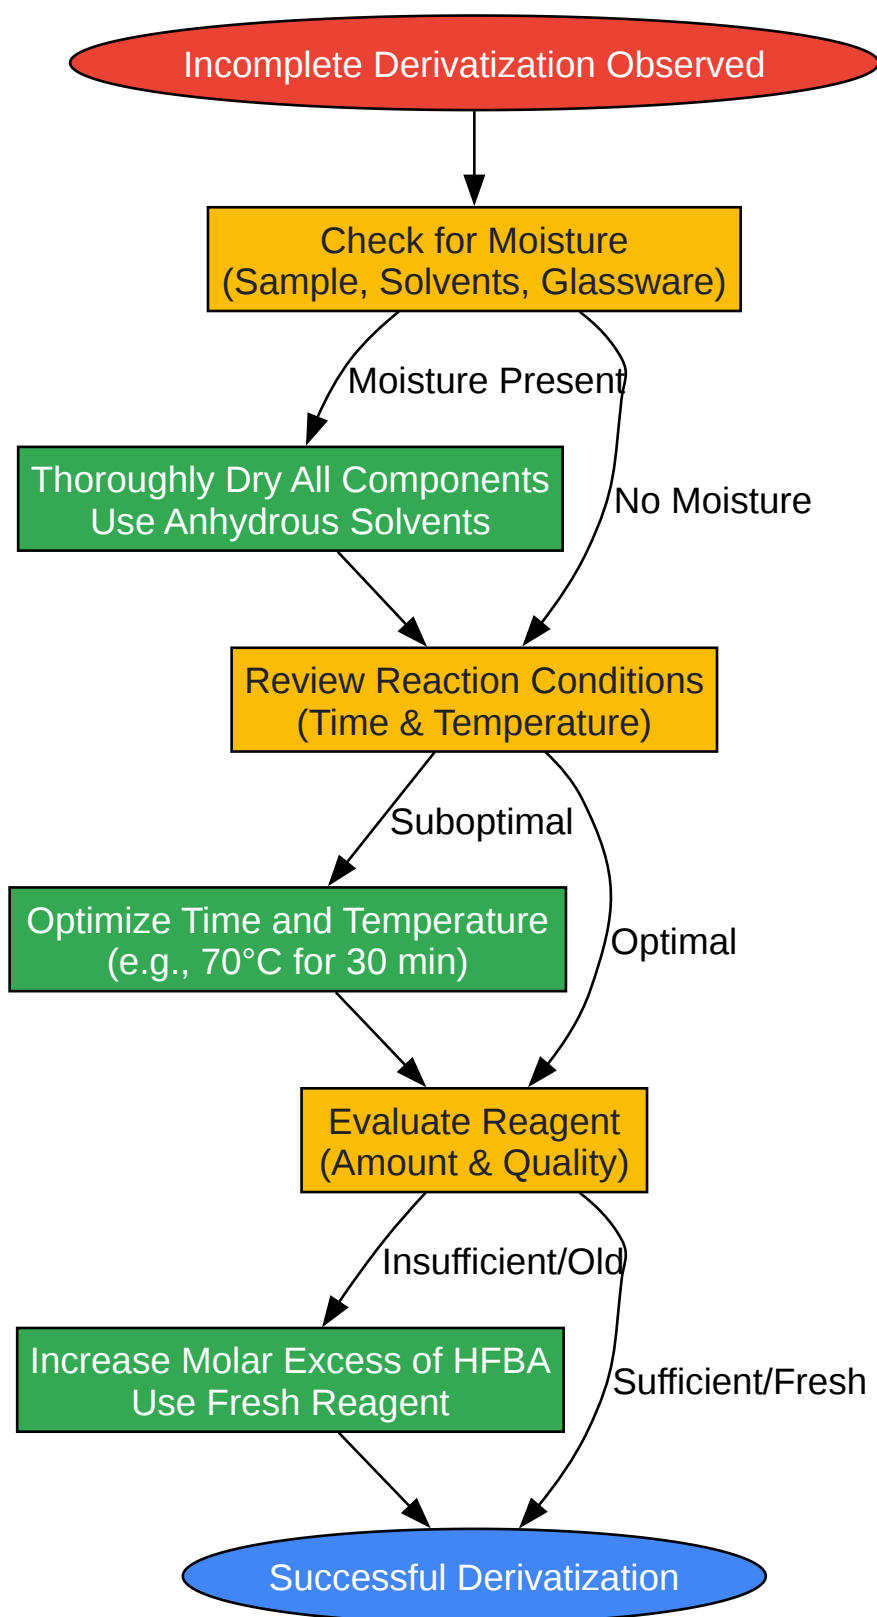 Incomplete Derivatization Observed
Check for Moisture
(Sample, Solvents, Glassware)
Moisture Present
Thoroughly Dry All Components
Use Anhydrous Solvents
No Moisture
Review Reaction Conditions
(Time & Temperature)
Suboptimal
Optimize Time and Temperature
(e.g., 70°C for 30 min)
Optimal
Evaluate Reagent
(Amount & Quality)
Insufficient/Old
Increase Molar Excess of HFBA
Use Fresh Reagent
Sufficient/Fresh
Successful Derivatization